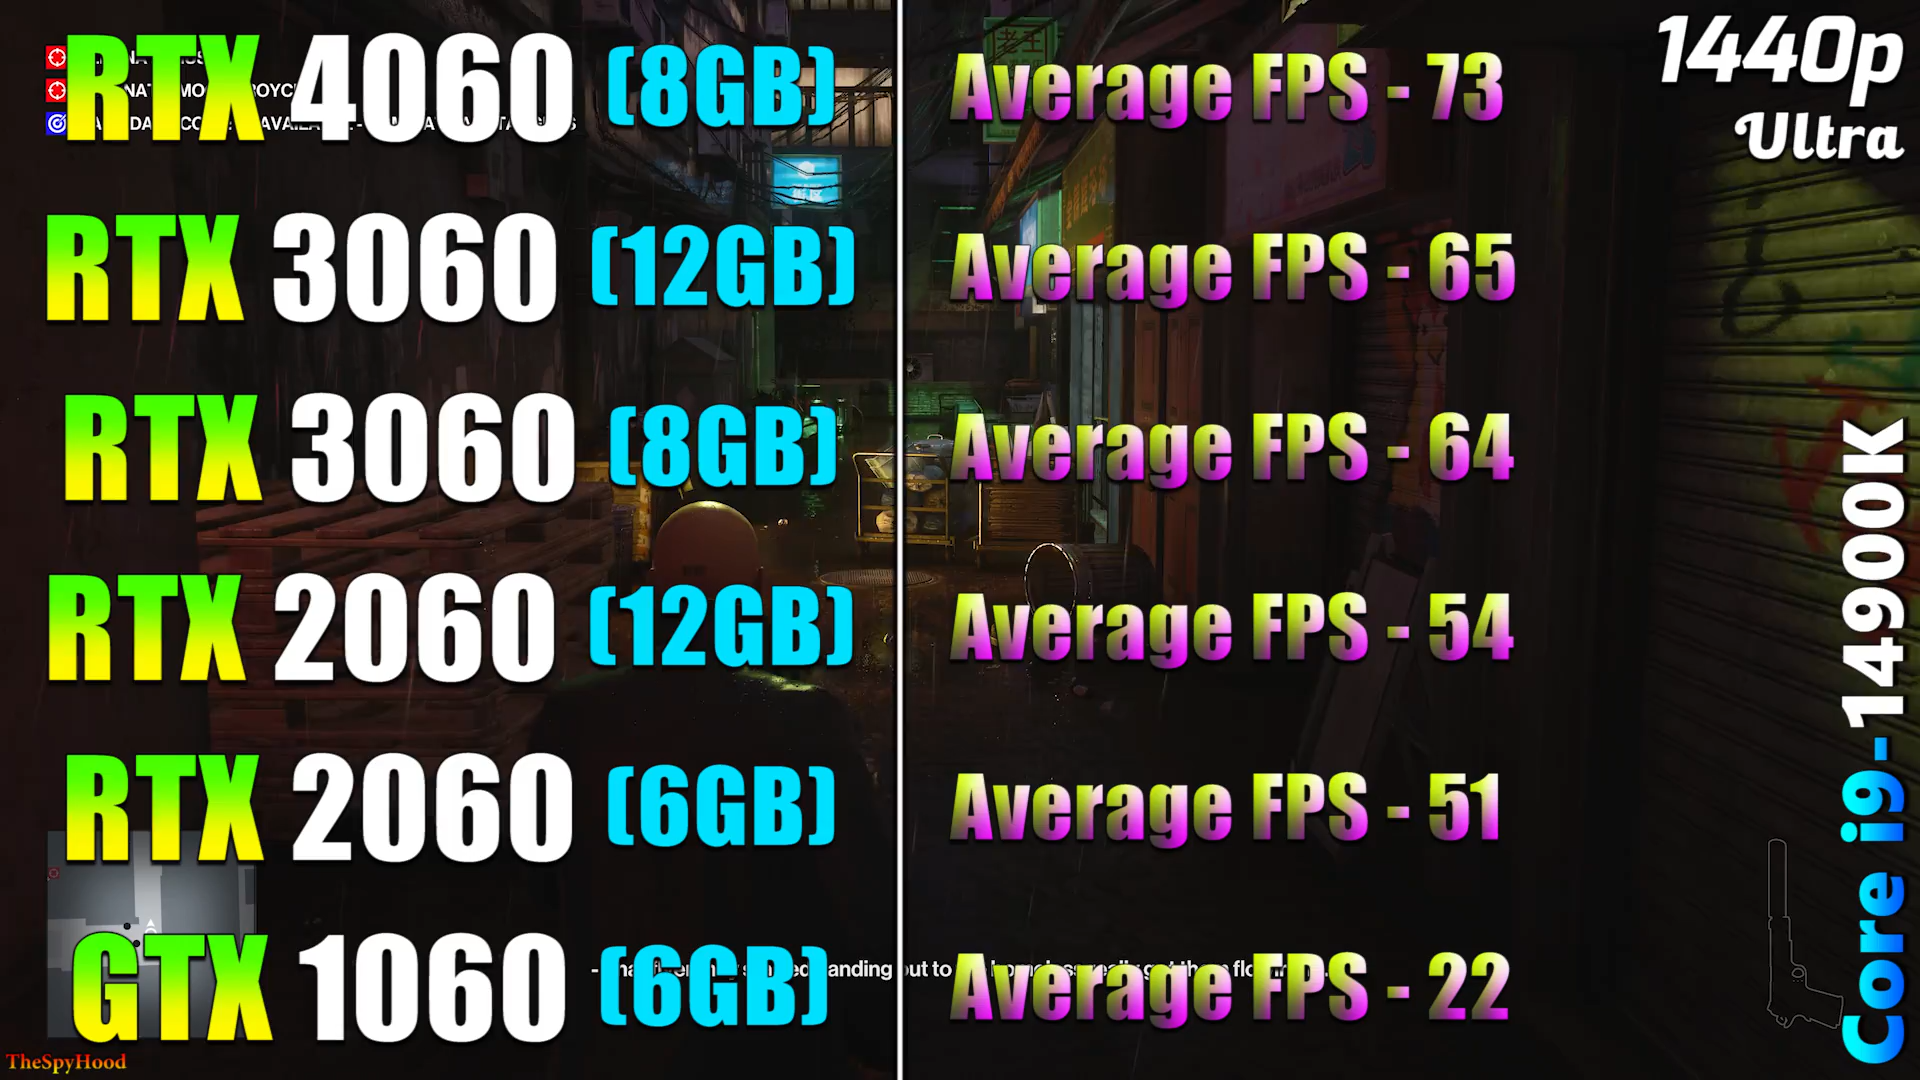 RTX 4060 (8GB) Average FPS - 73
1440p
Ultra
RTX 3060 (12GB) Average FPS - 65
RTX 3060 (8GB) Average FPS - 64
RTX 2060 (12GB) Average FPS - 54
RTX 2060 (6GB) Average FPS - 51
GTX 1060 (6GB) Average FPS - 22
Core i9-14900K
TheSpyHood